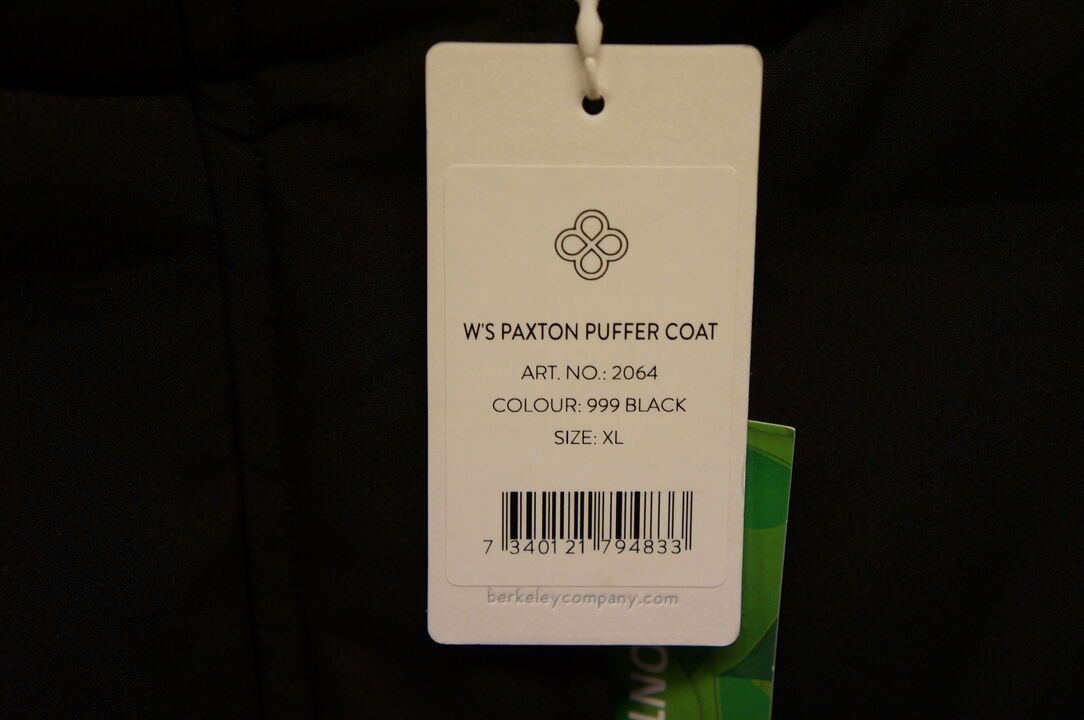 W'S PAXTON PUFFER COAT
ART. NO.: 2064
COLOUR: 999 BLACK
SIZE: XL
7 340121 794833
berkeleycompany.com